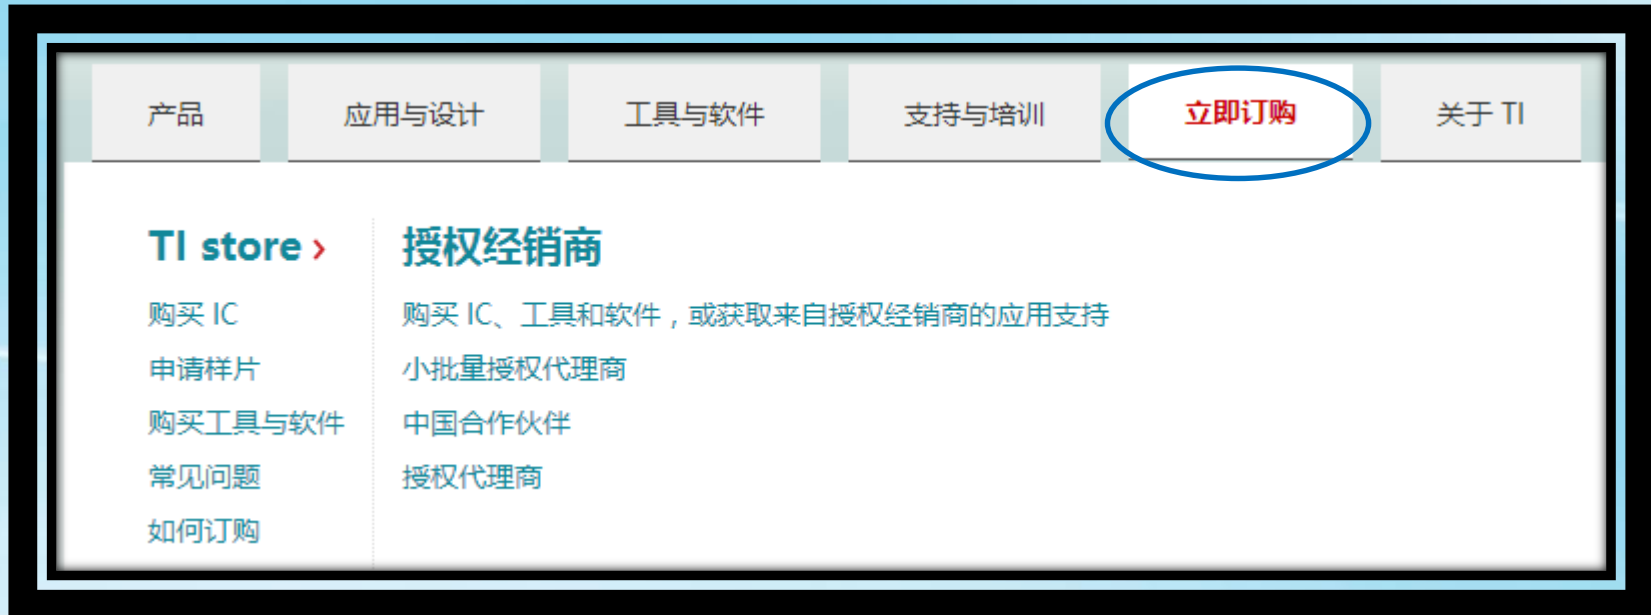 产品 应用与设计 工具与软件 支持与培训 立即订购 关于 TI
TI store › 授权经销商
购买 IC 购买 IC、工具和软件，或获取来自授权经销商的应用支持
申请样片 小批量授权代理商
购买工具与软件 中国合作伙伴
常见问题 授权代理商
如何订购